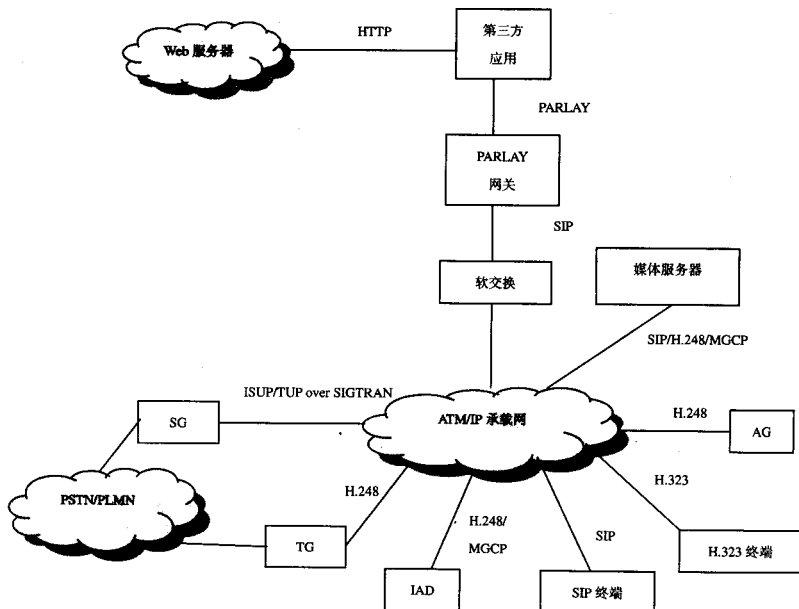 Web 服务器
HTTP
第三方
应用
PARLAY
PARLAY
网关
SIP
软交换
媒体服务器
SIP/H.248/MGCP
ISUP/TUP over SIGTRAN
SG
ATM/IP 承载网
H.248
AG
PSTN/PLMN
H.248
H.323
TG
H.248/
MGCP
SIP
H.323 终端
IAD
SIP 终端